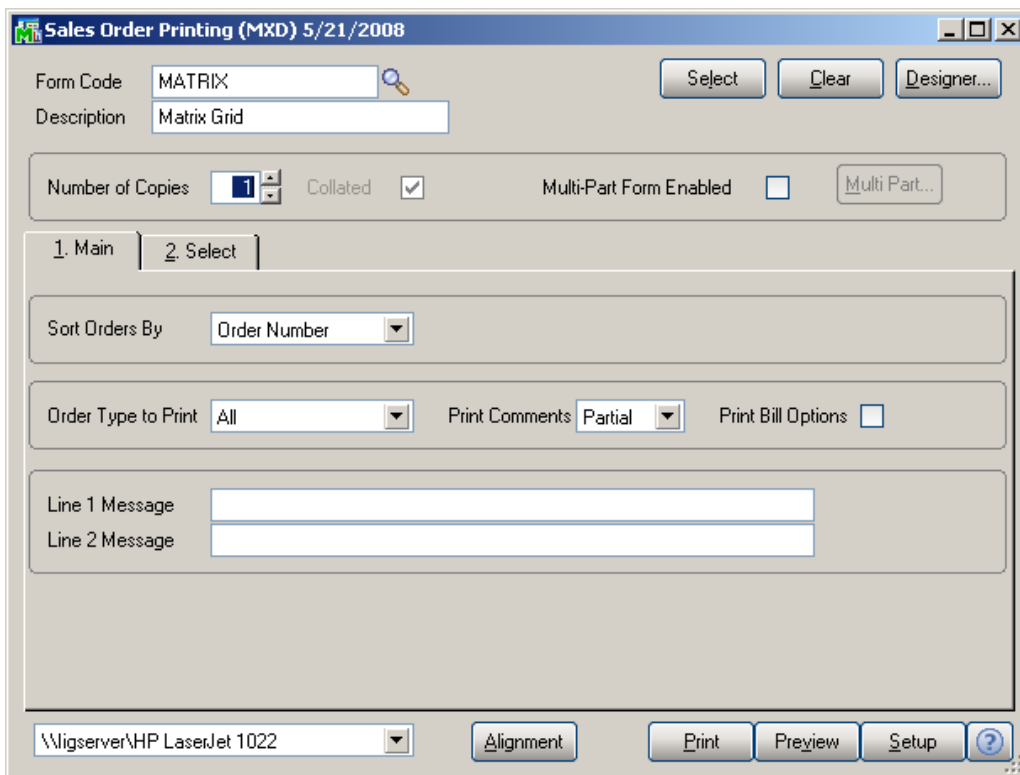 Sales Order Printing (MXD) 5/21/2008
Form Code MATRIX Select Clear Designer...
Description Matrix Grid
Number of Copies 1 Collated Multi-Part Form Enabled Multi Part...
1. Main 2. Select
Sort Orders By Order Number
Order Type to Print All Print Comments Partial Print Bill Options
Line 1 Message
Line 2 Message
\\ligserver\HP LaserJet 1022 Alignment Print Preview Setup ?